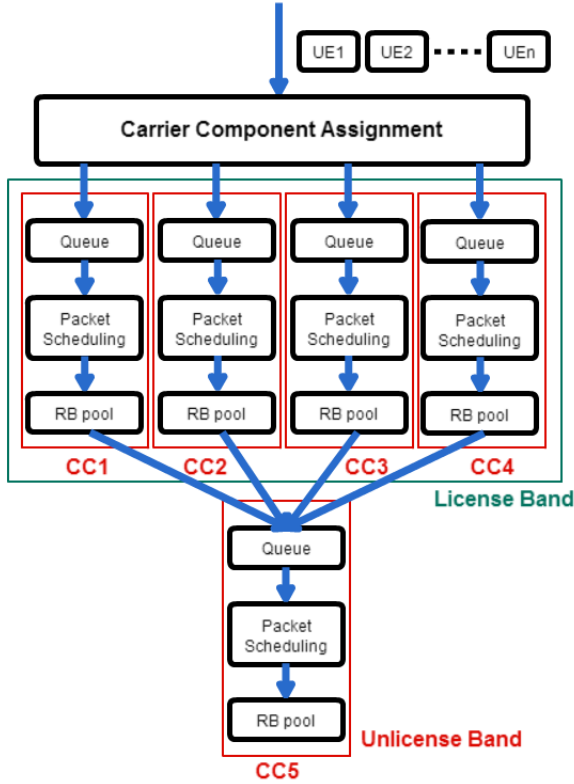 UE1 UE2 UEn
Carrier Component Assignment
Queue Queue Queue Queue
Packet Scheduling Packet Scheduling Packet Scheduling Packet Scheduling
RB pool RB pool RB pool RB pool
CC1 CC2 CC3 CC4
License Band
Queue
Packet
Scheduling
RB pool
Unlicense Band
CC5